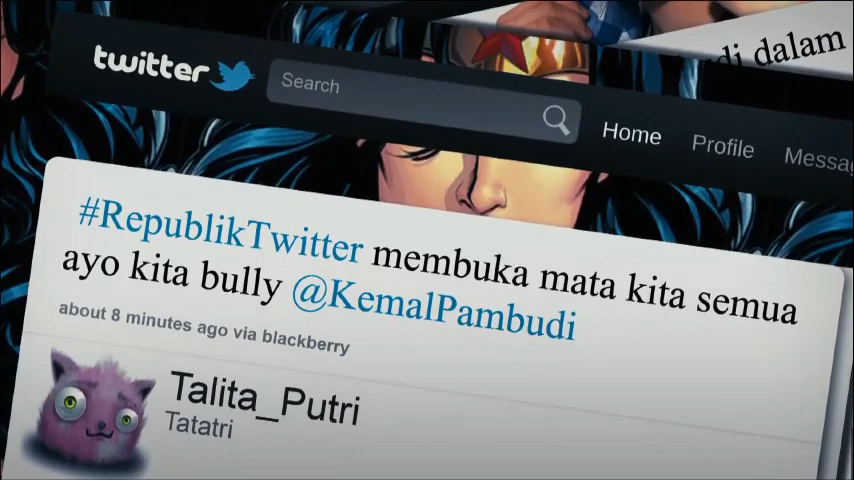 di dalam
twitter
Search
Home Profile
#RepublikTwitter membuka mata kita semua
ayo kita bully @KemalPambudi
about 8 minutes ago via blackberry
Talita_Putri
Tatatri